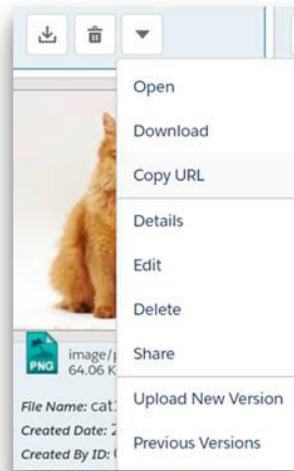 Open
Download
Copy URL
Details
Edit
Delete
Share
Upload New Version
Previous Versions
PNG
image/p
64.06 K
File Name: cat
Created Date: 2
Created By ID: